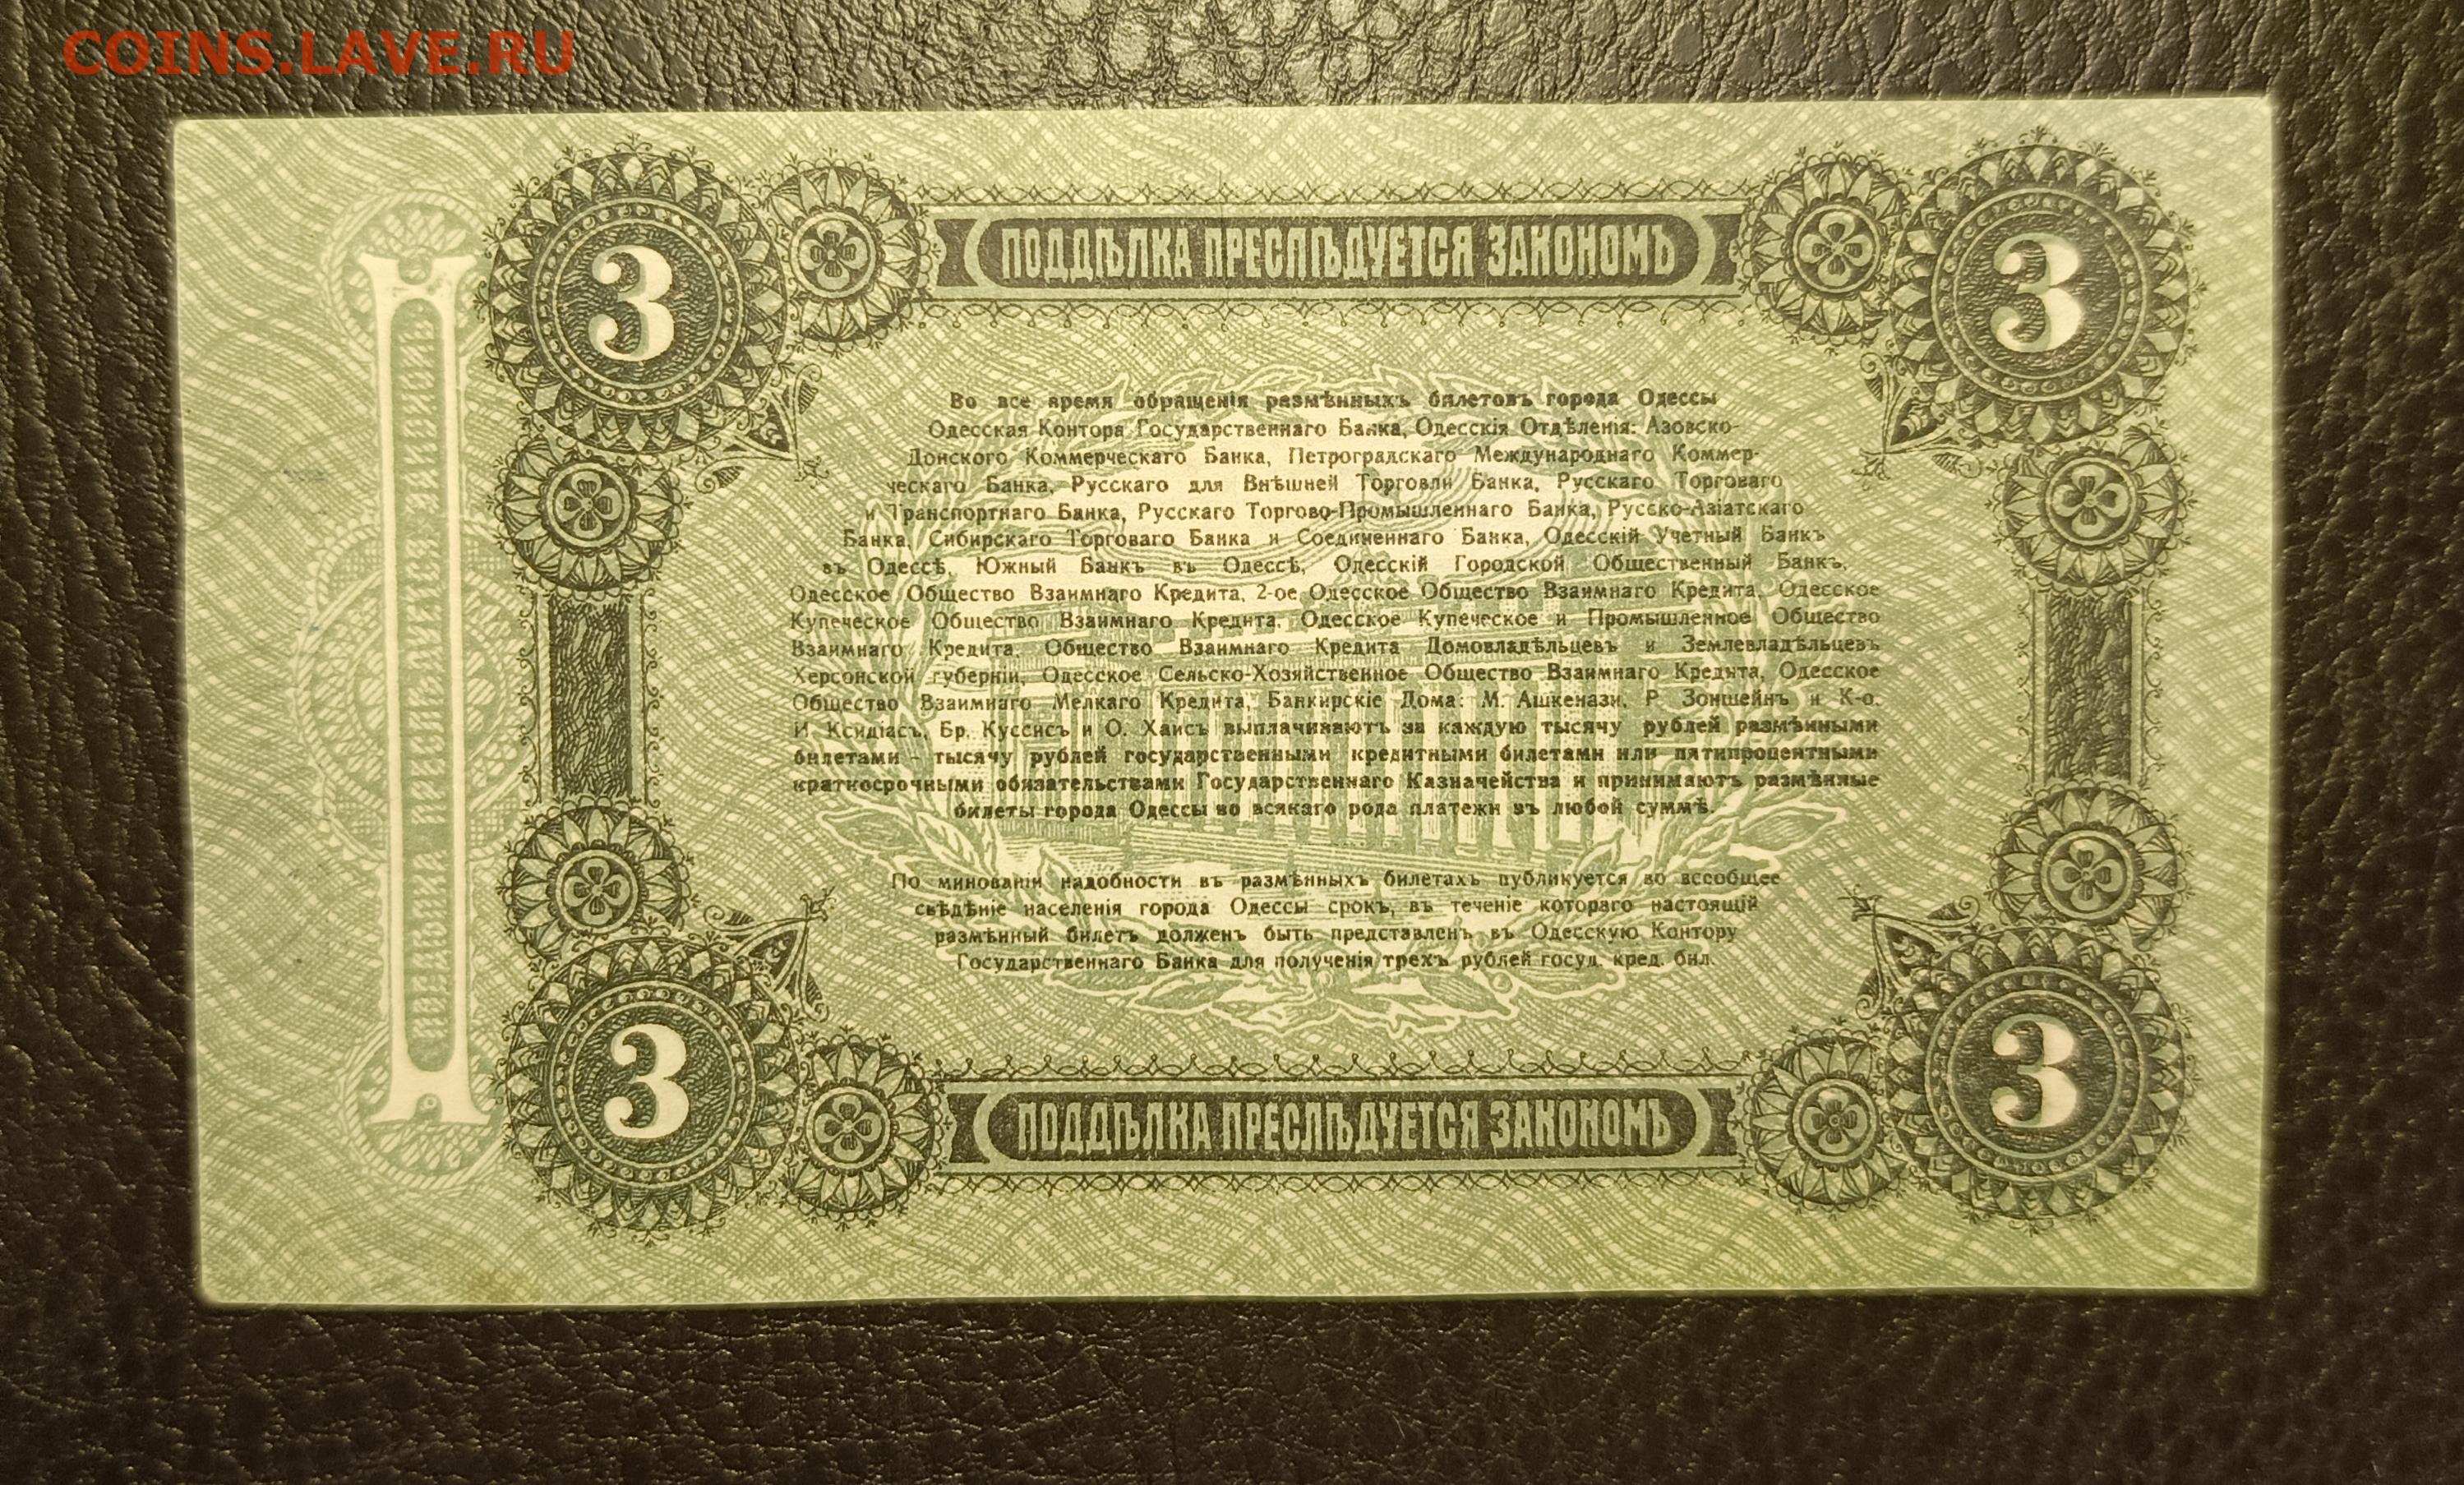 COINS.LAVE.RU
ПОДДѢЛКА ПРЕСЛѢДУЕТСЯ ЗАКОНОМЪ
3
3
Во все время обращенія размѣнныхъ билетовъ города Одессы
Одесская Контора Государственнаго Банка, Одесскія Отдѣленія: Азовско-
Донского Коммерческаго Банка, Петроградскаго Международнаго Коммер-
ческаго Банка, Русскаго для Внѣшней Торговли Банка, Русскаго Торговаго
и Транспортнаго Банка, Русскаго Торгово-Промышленнаго Банка, Русско-Азіатскаго
Банка, Сибирскаго Торговаго Банка и Соединеннаго Банка, Одесскій Учетный Банкъ
въ Одессѣ, Южный Банкъ въ Одессѣ, Одесскій Городской Общественный Банкъ,
Одесское Общество Взаимнаго Кредита, 2-ое Одесское Общество Взаимнаго Кредита, Одесское
Купеческое Общество Взаимнаго Кредита, Одесское Купеческое и Промышленное Общество
Взаимнаго Кредита, Общество Взаимнаго Кредита Домовладѣльцевъ и Землевладѣльцевъ
Херсонской губерніи, Одесское Сельско-Хозяйственное Общество Взаимнаго Кредита, Одесское
Общество Взаимнаго Мелкаго Кредита, Банкирскіе Дома: М. Ашкенази, Р. Зонштейнъ и К-о,
И. Ксидіасъ, Бр. Куссисъ и О. Хаисъ выплачиваютъ за каждую тысячу рублей размѣнными
билетами - тысячу рублей государственными кредитными билетами или пятипроцентными
краткосрочными обязательствами Государственнаго Казначейства и принимаютъ размѣнные
билеты города Одессы во всякаго рода платежи въ любой суммѣ.
По минованіи надобности въ размѣнныхъ билетахъ публикуется во всеобщее
свѣдѣніе населенія города Одессы срокъ, въ теченіе котораго настоящій
размѣнный билетъ долженъ быть представленъ въ Одесскую Контору
Государственнаго Банка для полученія трехъ рублей госуд. кред. бил.
3
3
ПОДДѢЛКА ПРЕСЛѢДУЕТСЯ ЗАКОНОМЪ